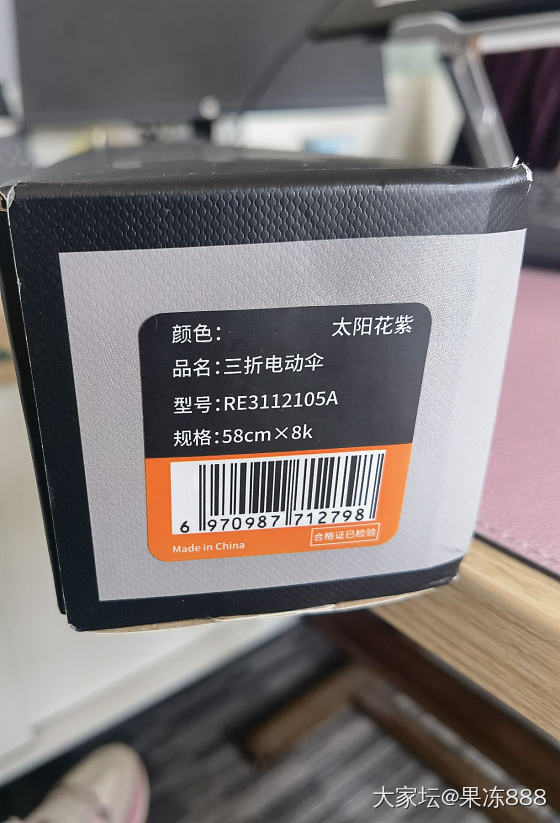 颜色：太阳花紫
品名：三折电动伞
型号：RE3112105A
规格：58cm×8k
6 970987 712798
合格证已检验
Made in China
大家坛@果冻888